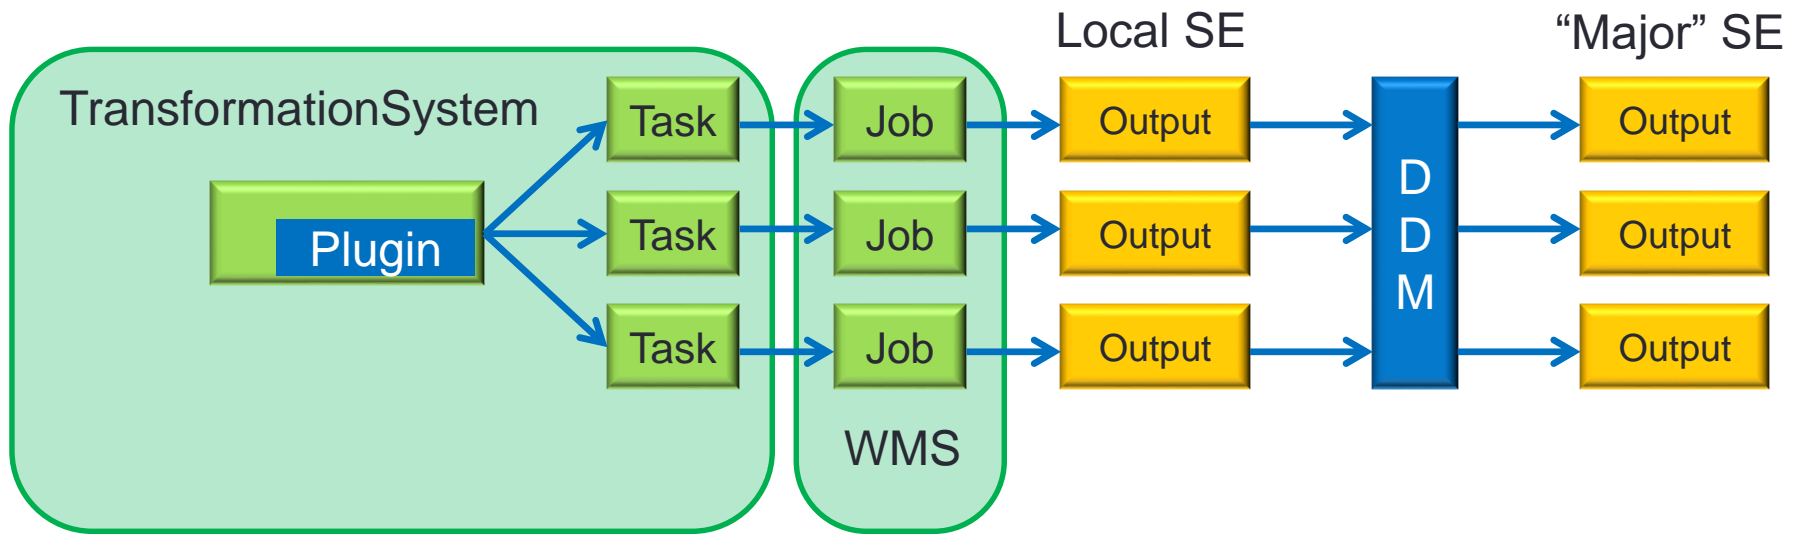 Local SE
“Major” SE
TransformationSystem
Task
Job
Output
Output
Plugin
Task
Job
Output
D
D
M
Output
Task
Job
Output
Output
WMS